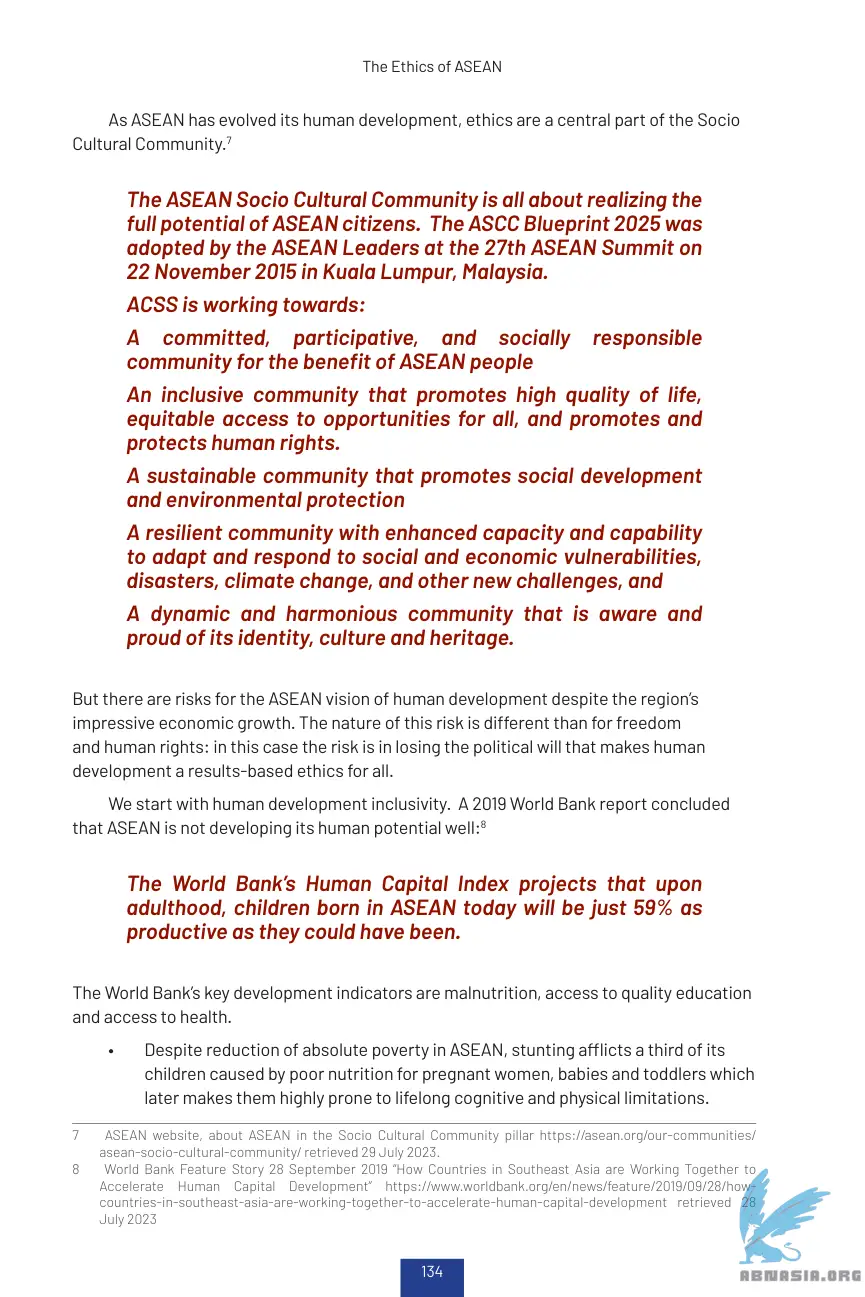 The Ethics of ASEAN
As ASEAN has evolved its human development, ethics are a central part of the Socio
Cultural Community.7
The ASEAN Socio Cultural Community is all about realizing the
full potential of ASEAN citizens. The ASCC Blueprint 2025 was
adopted by the ASEAN Leaders at the 27th ASEAN Summit on
22 November 2015 in Kuala Lumpur, Malaysia.
ACSS is working towards:
A committed, participative, and socially responsible
community for the benefit of ASEAN people
An inclusive community that promotes high quality of life,
equitable access to opportunities for all, and promotes and
protects human rights.
A sustainable community that promotes social development
and environmental protection
A resilient community with enhanced capacity and capability
to adapt and respond to social and economic vulnerabilities,
disasters, climate change, and other new challenges, and
A dynamic and harmonious community that is aware and
proud of its identity, culture and heritage.
But there are risks for the ASEAN vision of human development despite the region's
impressive economic growth. The nature of this risk is different than for freedom
and human rights: in this case the risk is in losing the political will that makes human
development a results-based ethics for all.
We start with human development inclusivity. A 2019 World Bank report concluded
that ASEAN is not developing its human potential well:8
The World Bank's Human Capital Index projects that upon
adulthood, children born in ASEAN today will be just 59% as
productive as they could have been.
The World Bank's key development indicators are malnutrition, access to quality education
and access to health.
• Despite reduction of absolute poverty in ASEAN, stunting afflicts a third of its
children caused by poor nutrition for pregnant women, babies and toddlers which
later makes them highly prone to lifelong cognitive and physical limitations.
7 ASEAN website, about ASEAN in the Socio Cultural Community pillar https://asean.org/our-communities/
asean-socio-cultural-community/ retrieved 29 July 2023.
8 World Bank Feature Story 28 September 2019 "How Countries in Southeast Asia are Working Together to
Accelerate Human Capital Development" https://www.worldbank.org/en/news/feature/2019/09/28/how-
countries-in-southeast-asia-are-working-together-to-accelerate-human-capital-development retrieved 28
July 2023
134
ABNASIA.ORG